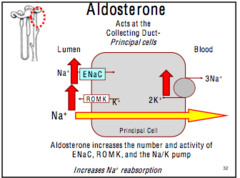 Aldosterone
Acts at the
Collecting Duct-
Principal cells
Lumen
Blood
Na⁺
ENaC
3Na⁺
ROMK
K⁺
2K⁺
Na⁺
Principal Cell
Aldosterone increases the number and activity of
ENaC, ROMK, and the Na/K pump
Increases Na⁺ reabsorption
32